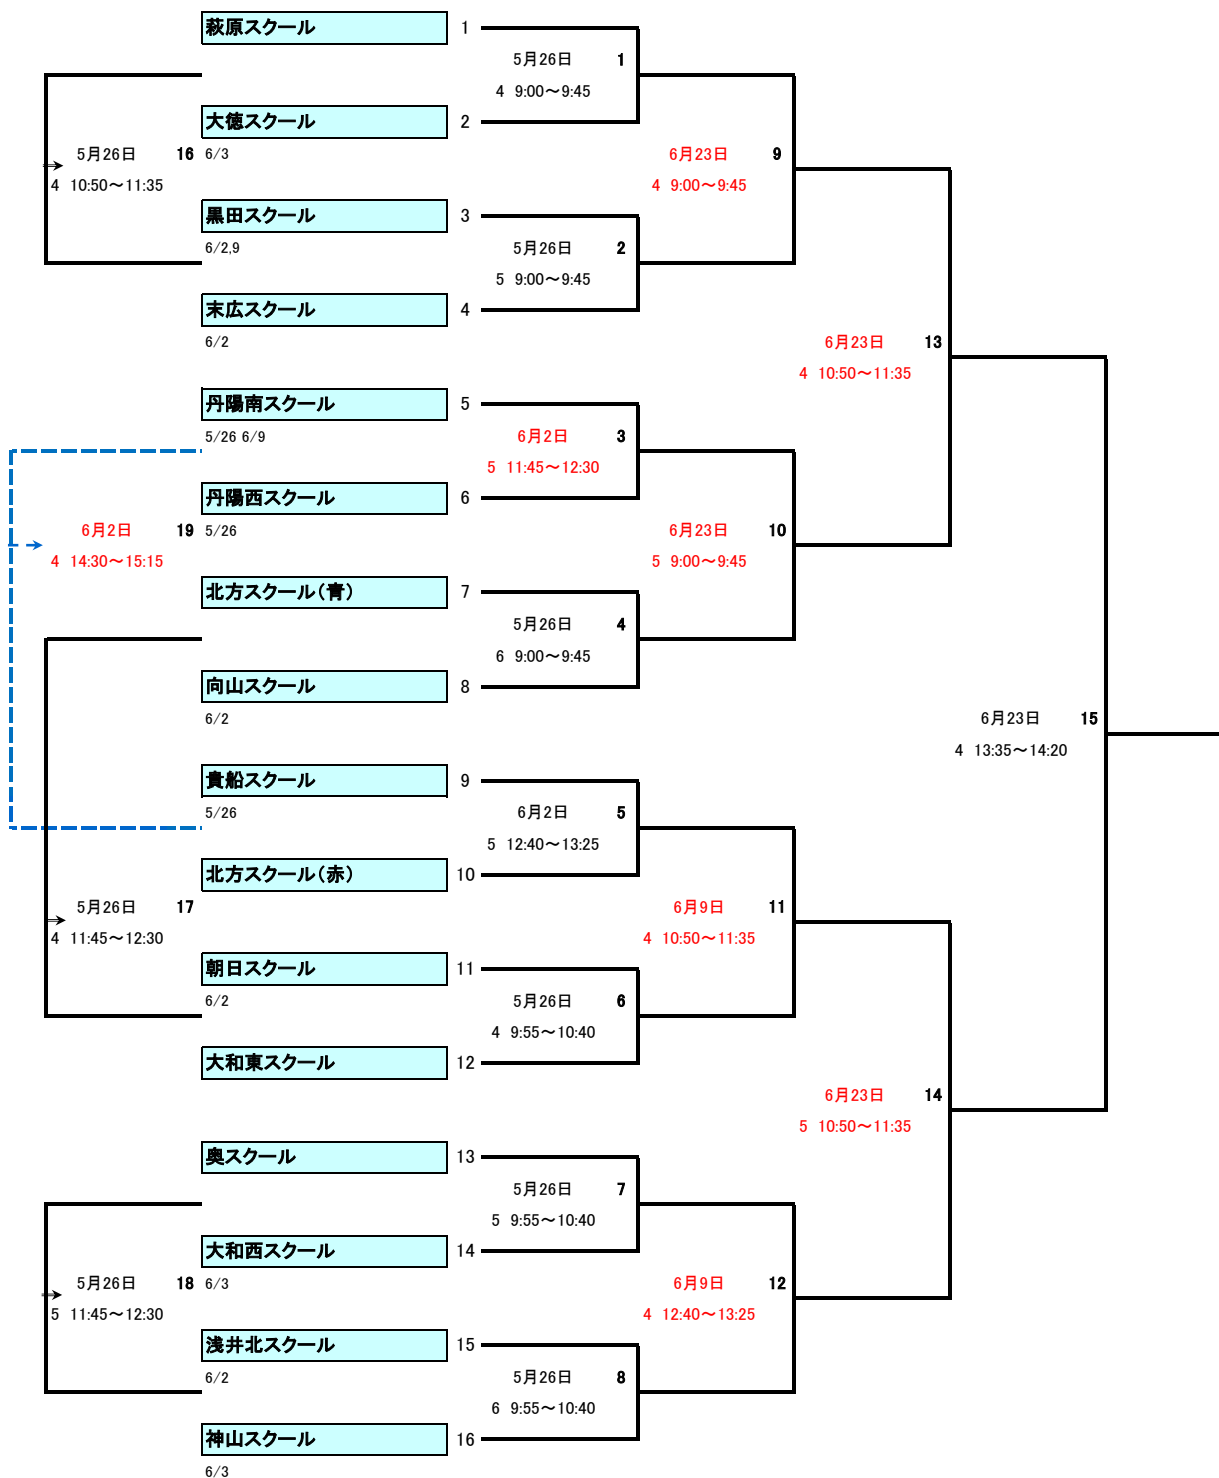 萩原スクール 1
5月26日 1
4 9:00～9:45
大徳スクール 2
5月26日 16 6/3 6月23日 9
4 10:50～11:35 4 9:00～9:45
黒田スクール 3
6/2,9 5月26日 2
5 9:00～9:45
末広スクール 4
6/2 6月23日 13
4 10:50～11:35
丹陽南スクール 5
5/26 6/9 6月2日 3
5 11:45～12:30
丹陽西スクール 6
6月2日 19 5/26 6月23日 10
4 14:30～15:15 5 9:00～9:45
北方スクール（青） 7
5月26日 4
6 9:00～9:45
向山スクール 8
6/2 6月23日 15
4 13:35～14:20
貴船スクール 9
5/26 6月2日 5
5 12:40～13:25
北方スクール（赤） 10
5月26日 17 6月9日 11
4 11:45～12:30 4 10:50～11:35
朝日スクール 11
6/2 5月26日 6
4 9:55～10:40
大和東スクール 12
6月23日 14
5 10:50～11:35
奥スクール 13
5月26日 7
5 9:55～10:40
大和西スクール 14
5月26日 18 6/3 6月9日 12
5 11:45～12:30 4 12:40～13:25
浅井北スクール 15
6/2 5月26日 8
6 9:55～10:40
神山スクール 16
6/3